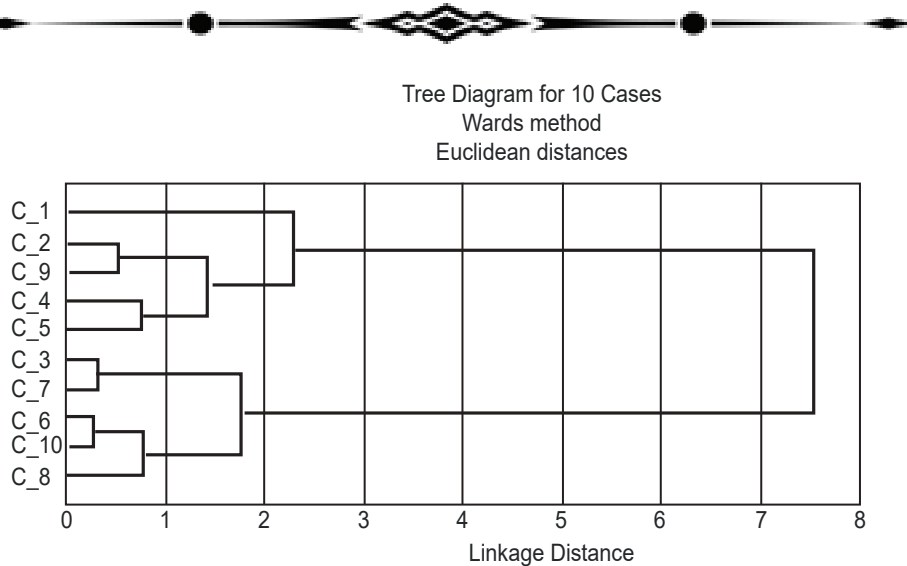 Tree Diagram for 10 Cases
Wards method
Euclidean distances
C_1
C_2
C_9
C_4
C_5
C_3
C_7
C_6
C_10
C_8
0 1 2 3 4 5 6 7 8
Linkage Distance